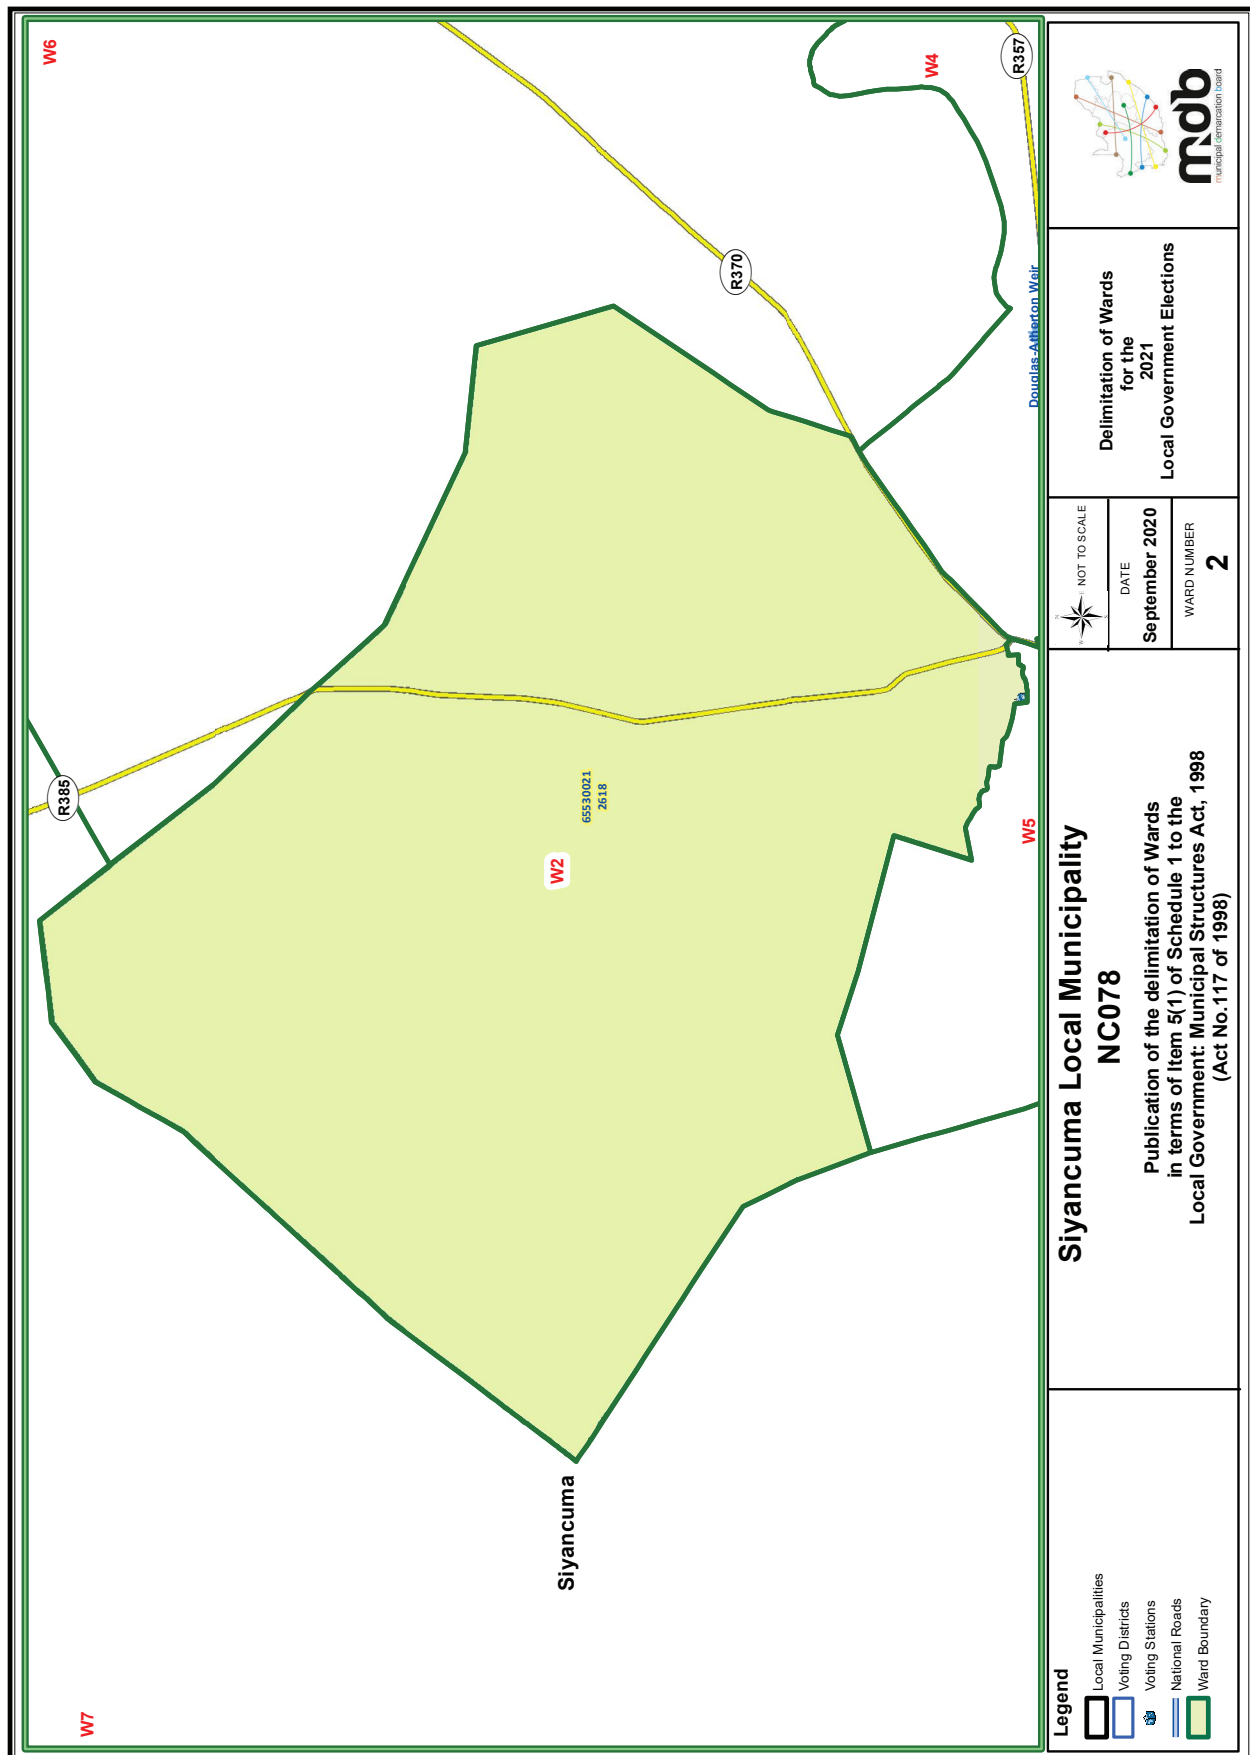 W7
W6
R385
R370
W4
R357
65530021
2618
W2
Siyancuma
W5
Douglas-Atherton Weir
Legend
Local Municipalities
Voting Districts
Voting Stations
National Roads
Ward Boundary
Siyancuma Local Municipality
NC078
Publication of the delimitation of Wards
in terms of Item 5(1) of Schedule 1 to the
Local Government: Municipal Structures Act, 1998
(Act No.117 of 1998)
N
W
E
S
NOT TO SCALE
DATE
September 2020
WARD NUMBER
2
Delimitation of Wards
for the
2021
Local Government Elections
mdb
municipal demarcation board